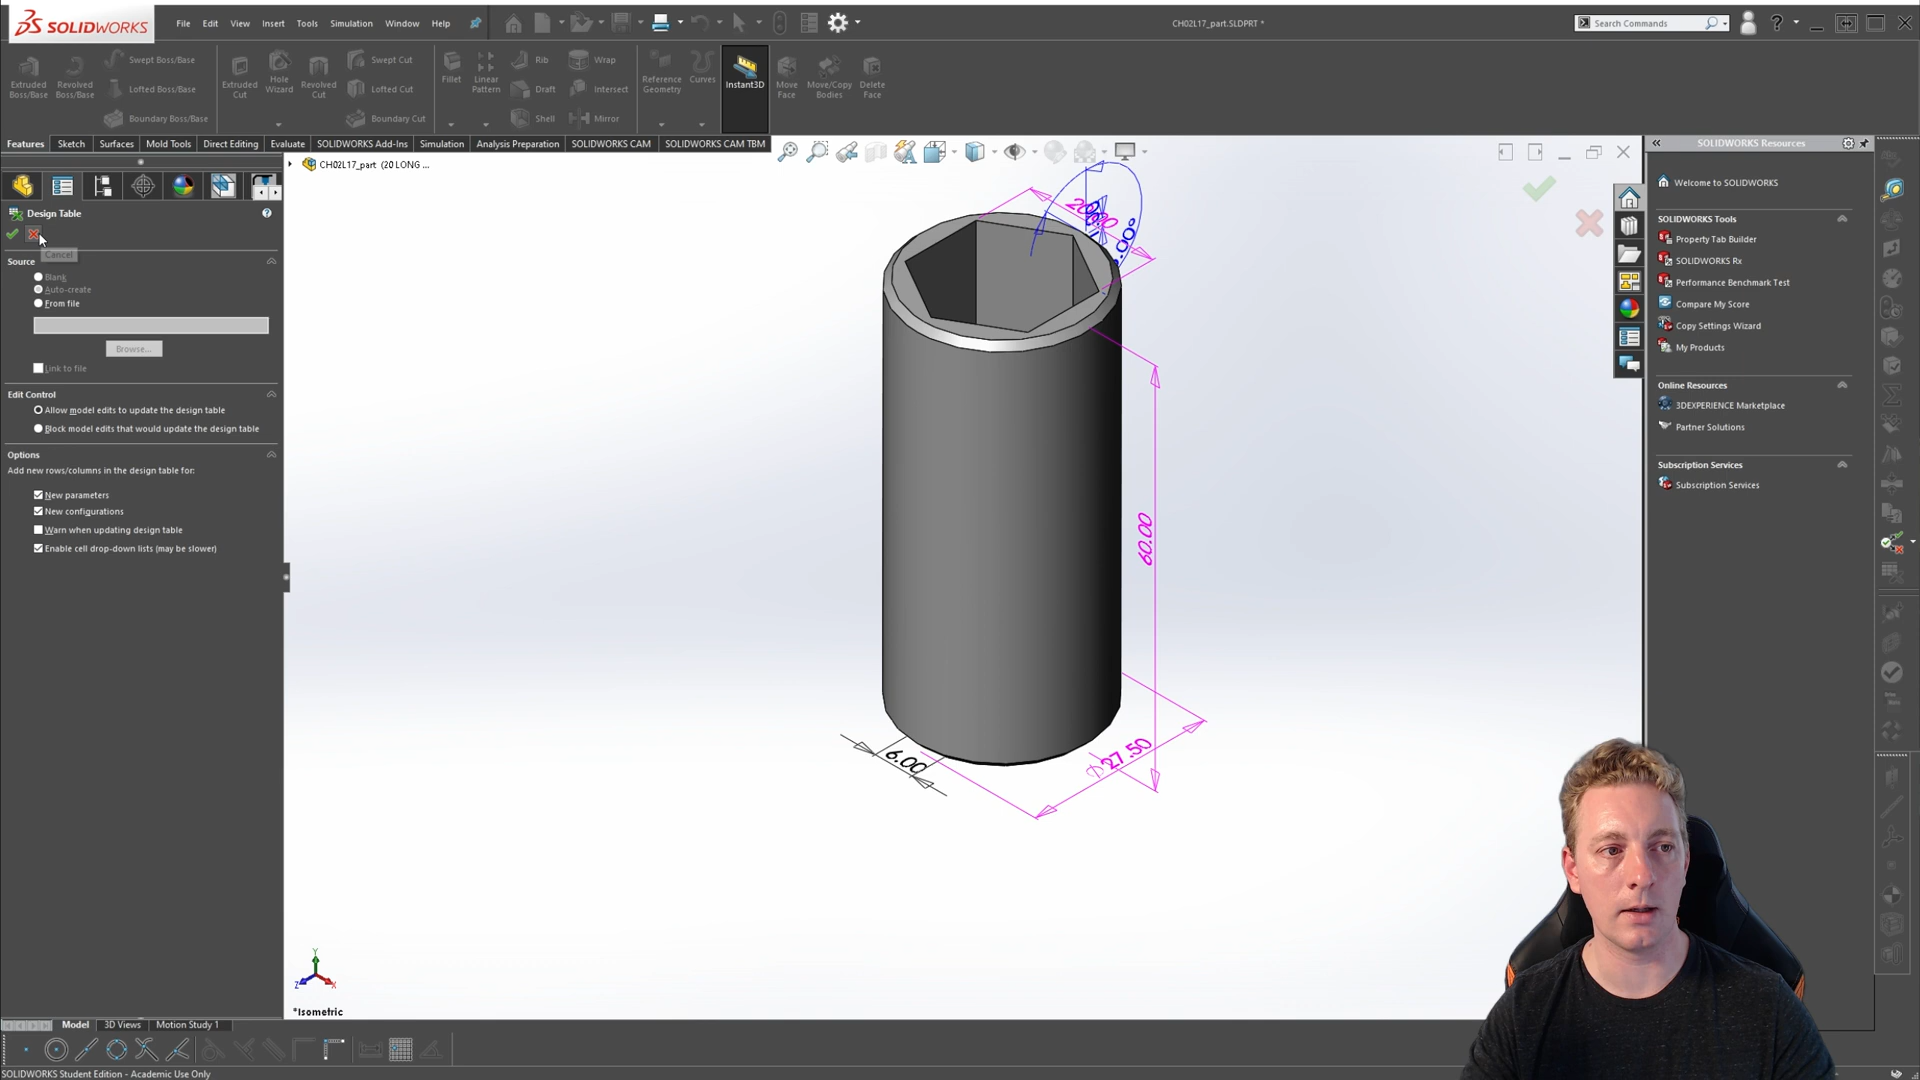 SOLIDWORKS
File Edit View Insert Tools Simulation Window Help
CH02L17_part.SLDPRT *
Search Commands
Extruded Boss/Base
Revolved Boss/Base
Swept Boss/Base
Lofted Boss/Base
Boundary Boss/Base
Extruded Cut
Hole Wizard
Revolved Cut
Swept Cut
Lofted Cut
Boundary Cut
Fillet
Linear Pattern
Rib
Draft
Shell
Wrap
Intersect
Mirror
Reference Geometry
Curves
Instant3D
Move Face
Move/Copy Bodies
Delete Face
Features Sketch Surfaces Mold Tools Direct Editing Evaluate SOLIDWORKS Add-Ins Simulation Analysis Preparation SOLIDWORKS CAM SOLIDWORKS CAM TBM
CH02L17_part (20 LONG ...
Design Table
Cancel
Source
Blank
Auto-create
From file
Browse...
Link to file
Edit Control
Allow model edits to update the design table
Block model edits that would update the design table
Options
Add new rows/columns in the design table for:
New parameters
New configurations
Warn when updating design table
Enable cell drop-down lists (may be slower)
60.00
6.00
Ø27.50
Y
Z
X
*Isometric
SOLIDWORKS Resources
Welcome to SOLIDWORKS
SOLIDWORKS Tools
Property Tab Builder
SOLIDWORKS Rx
Performance Benchmark Test
Compare My Score
Copy Settings Wizard
My Products
Online Resources
3DEXPERIENCE Marketplace
Partner Solutions
Subscription Services
Subscription Services
Model 3D Views Motion Study 1
SOLIDWORKS Student Edition - Academic Use Only